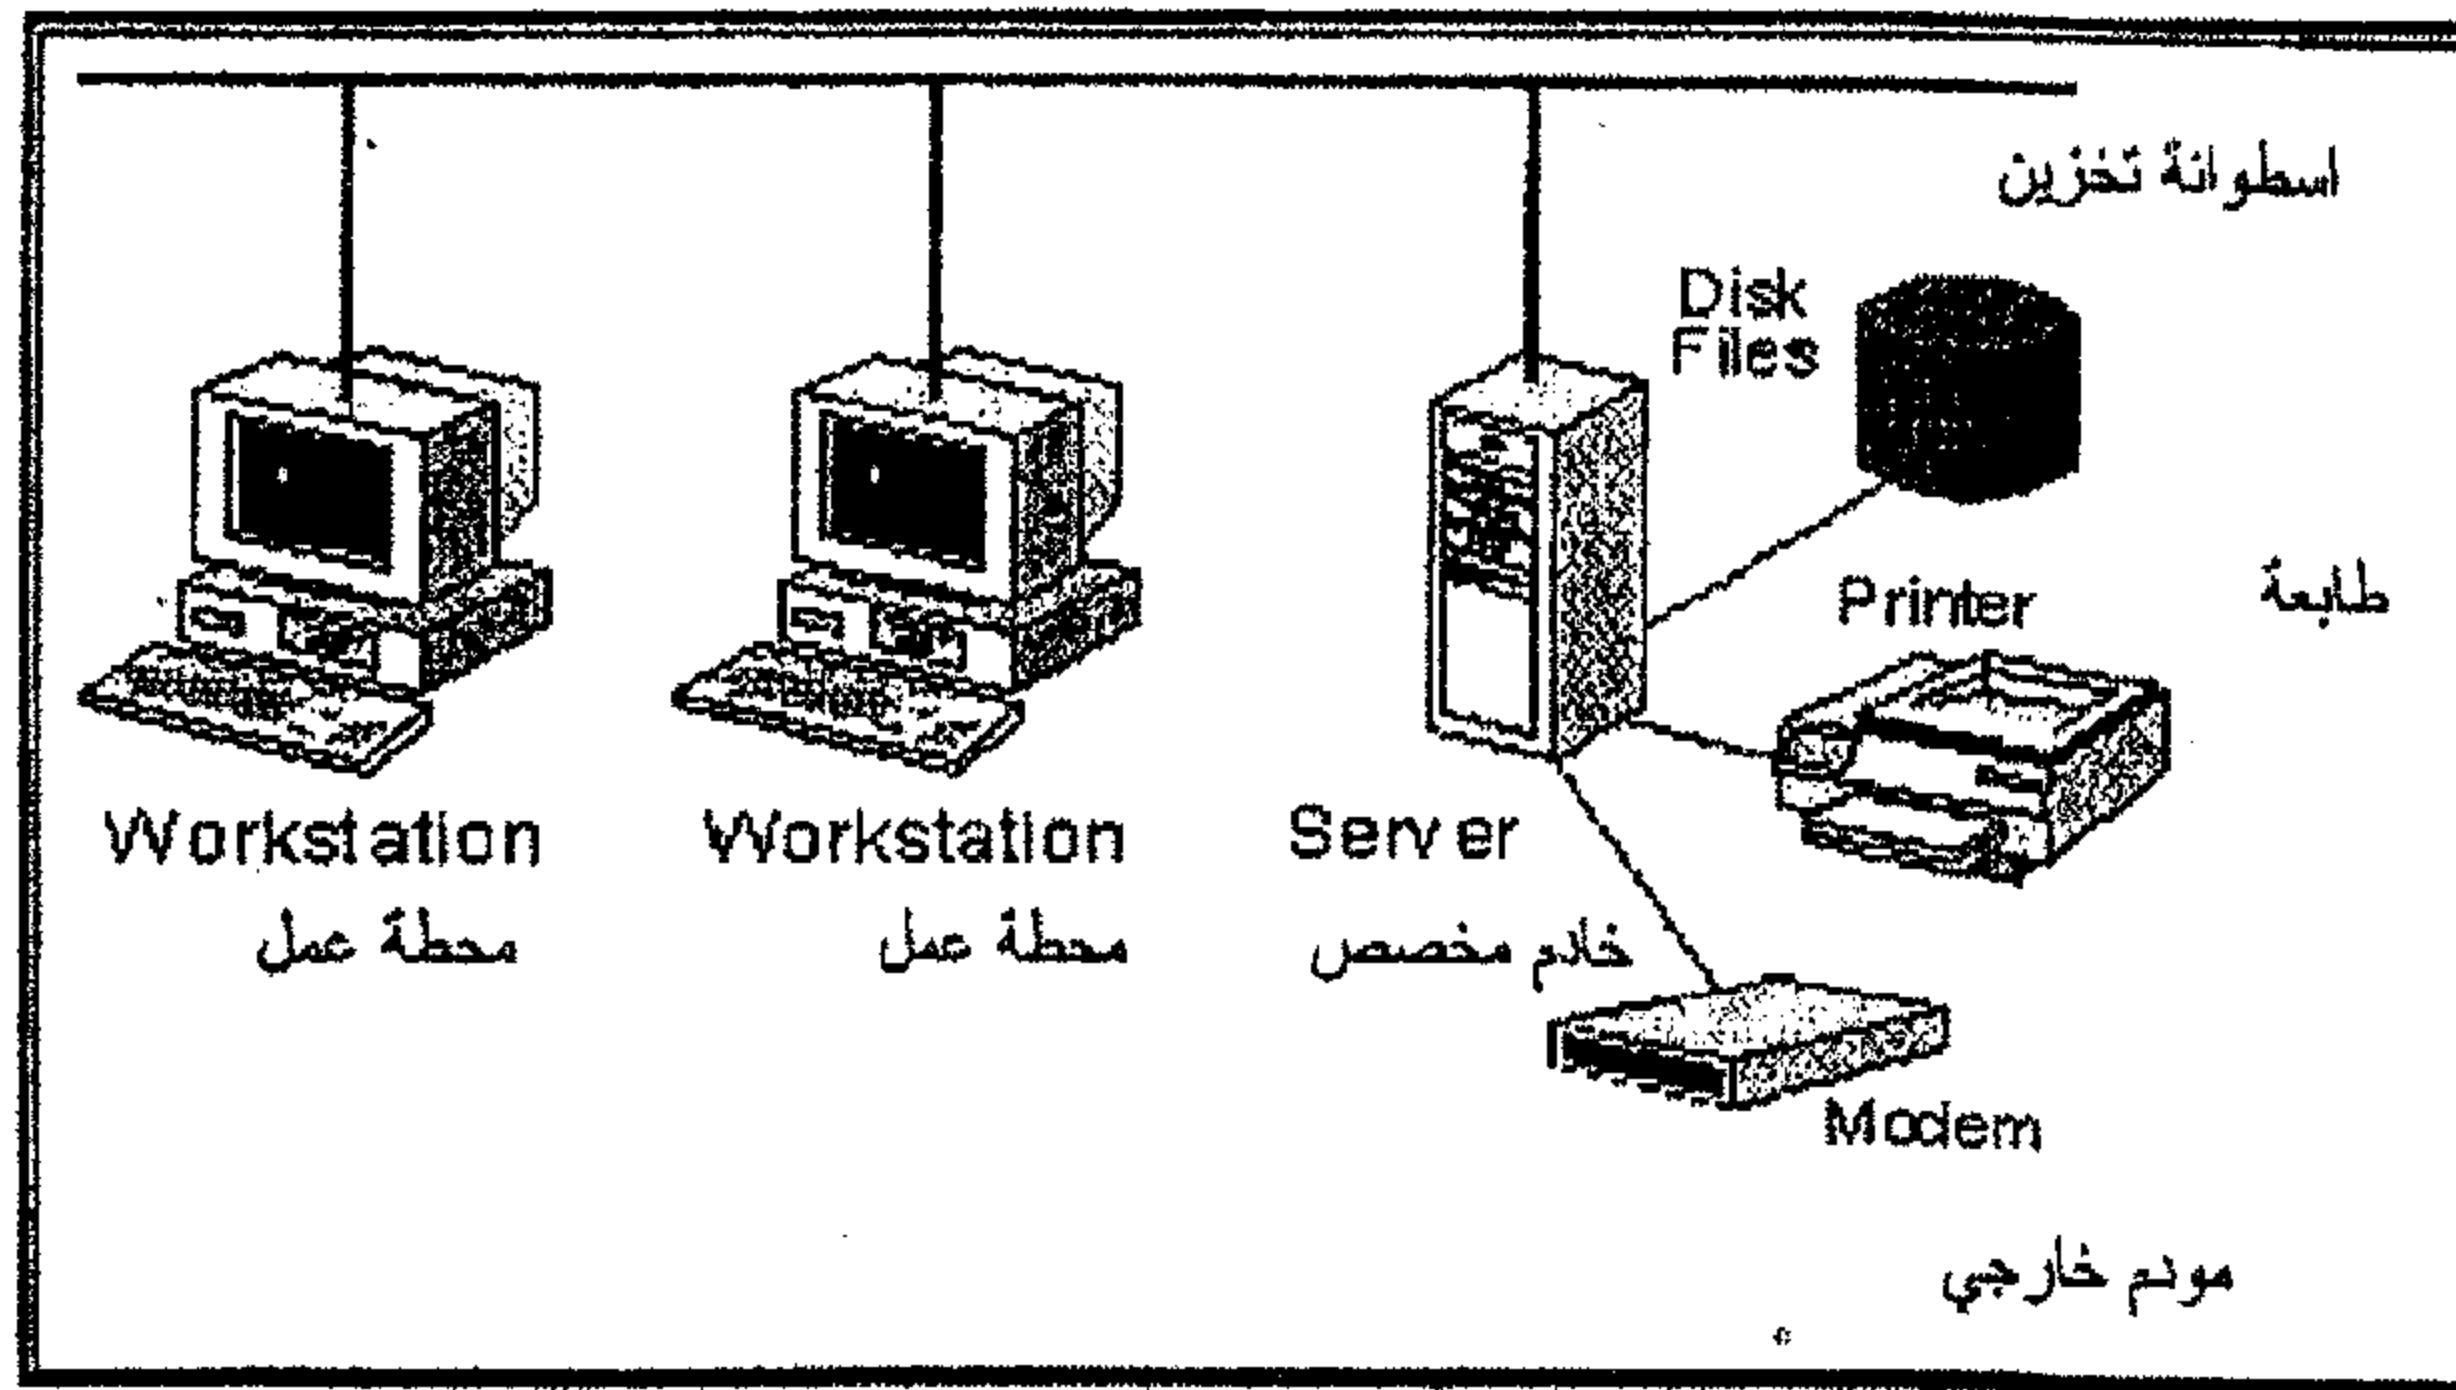 اسطوانة تخزين
Disk
Files
Printer
طابعة
Workstation
Workstation
Server
محطة عمل
محطة عمل
خادم مخصص
Modem
مودم خارجي